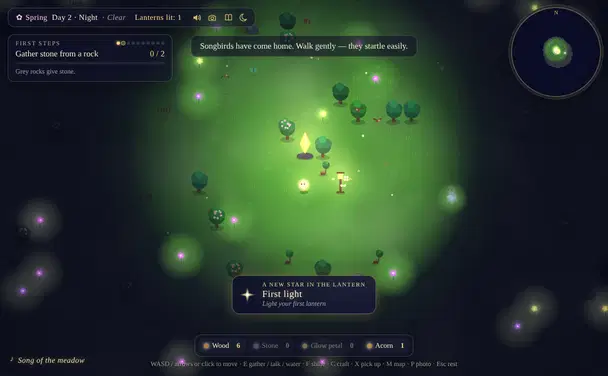 ✿ Spring Day 2 · Night · Clear Lanterns lit: 1
FIRST STEPS
Gather stone from a rock 0 / 2
Grey rocks give stone.
Songbirds have come home. Walk gently — they startle easily.
N
A NEW STAR IN THE LANTERN
First light
Light your first lantern
Wood 6 Stone 0 Glow petal 0 Acorn 1
♪ Song of the meadow
WASD / arrows or click to move · E gather / talk / water · F · C craft · X pick up · M map · P photo · Esc rest